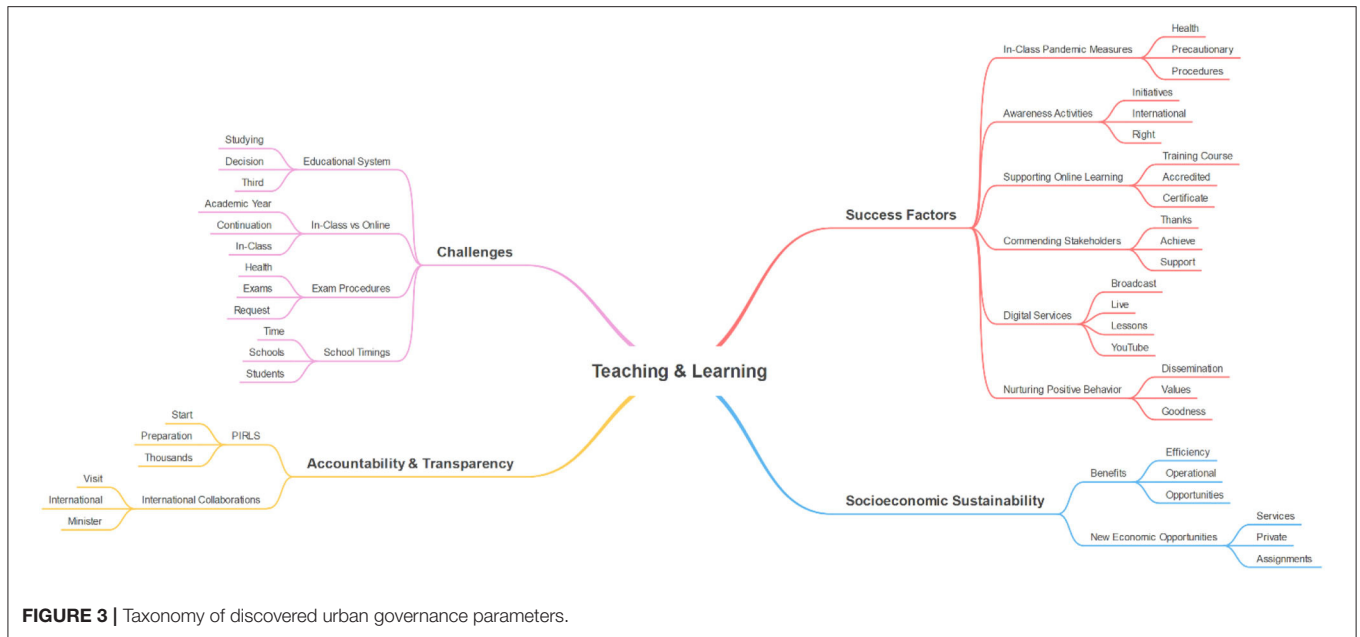 Teaching & Learning
Success Factors
In-Class Pandemic Measures
Health
Precautionary
Procedures
Awareness Activities
Initiatives
International
Right
Supporting Online Learning
Training Course
Accredited
Certificate
Commending Stakeholders
Thanks
Achieve
Support
Digital Services
Broadcast
Live
Lessons
YouTube
Nurturing Positive Behavior
Dissemination
Values
Goodness
Socioeconomic Sustainability
Benefits
Efficiency
Operational
Opportunities
New Economic Opportunities
Services
Private
Assignments
Challenges
Educational System
Studying
Decision
Third
In-Class vs Online
Academic Year
Continuation
In-Class
Exam Procedures
Health
Exams
Request
School Timings
Time
Schools
Students
Accountability & Transparency
PIRLS
Start
Preparation
Thousands
International Collaborations
Visit
International
Minister
FIGURE 3 | Taxonomy of discovered urban governance parameters.